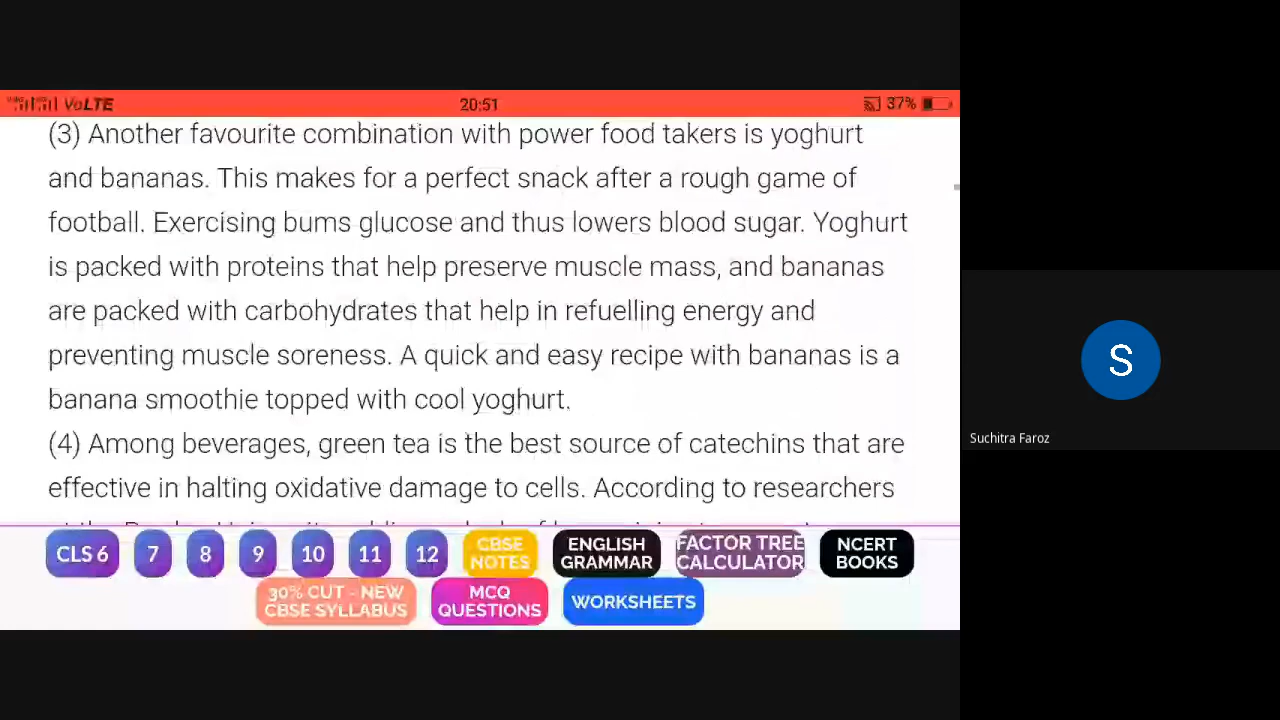 VoLTE 20:51 37%
(3) Another favourite combination with power food takers is yoghurt
and bananas. This makes for a perfect snack after a rough game of
football. Exercising bums glucose and thus lowers blood sugar. Yoghurt
is packed with proteins that help preserve muscle mass, and bananas
are packed with carbohydrates that help in refuelling energy and
preventing muscle soreness. A quick and easy recipe with bananas is a
banana smoothie topped with cool yoghurt.
(4) Among beverages, green tea is the best source of catechins that are
effective in halting oxidative damage to cells. According to researchers
CLS 6 7 8 9 10 11 12
CBSE NOTES
ENGLISH GRAMMAR
FACTOR TREE CALCULATOR
NCERT BOOKS
30% CUT - NEW CBSE SYLLABUS
MCQ QUESTIONS
WORKSHEETS
S
Suchitra Faroz